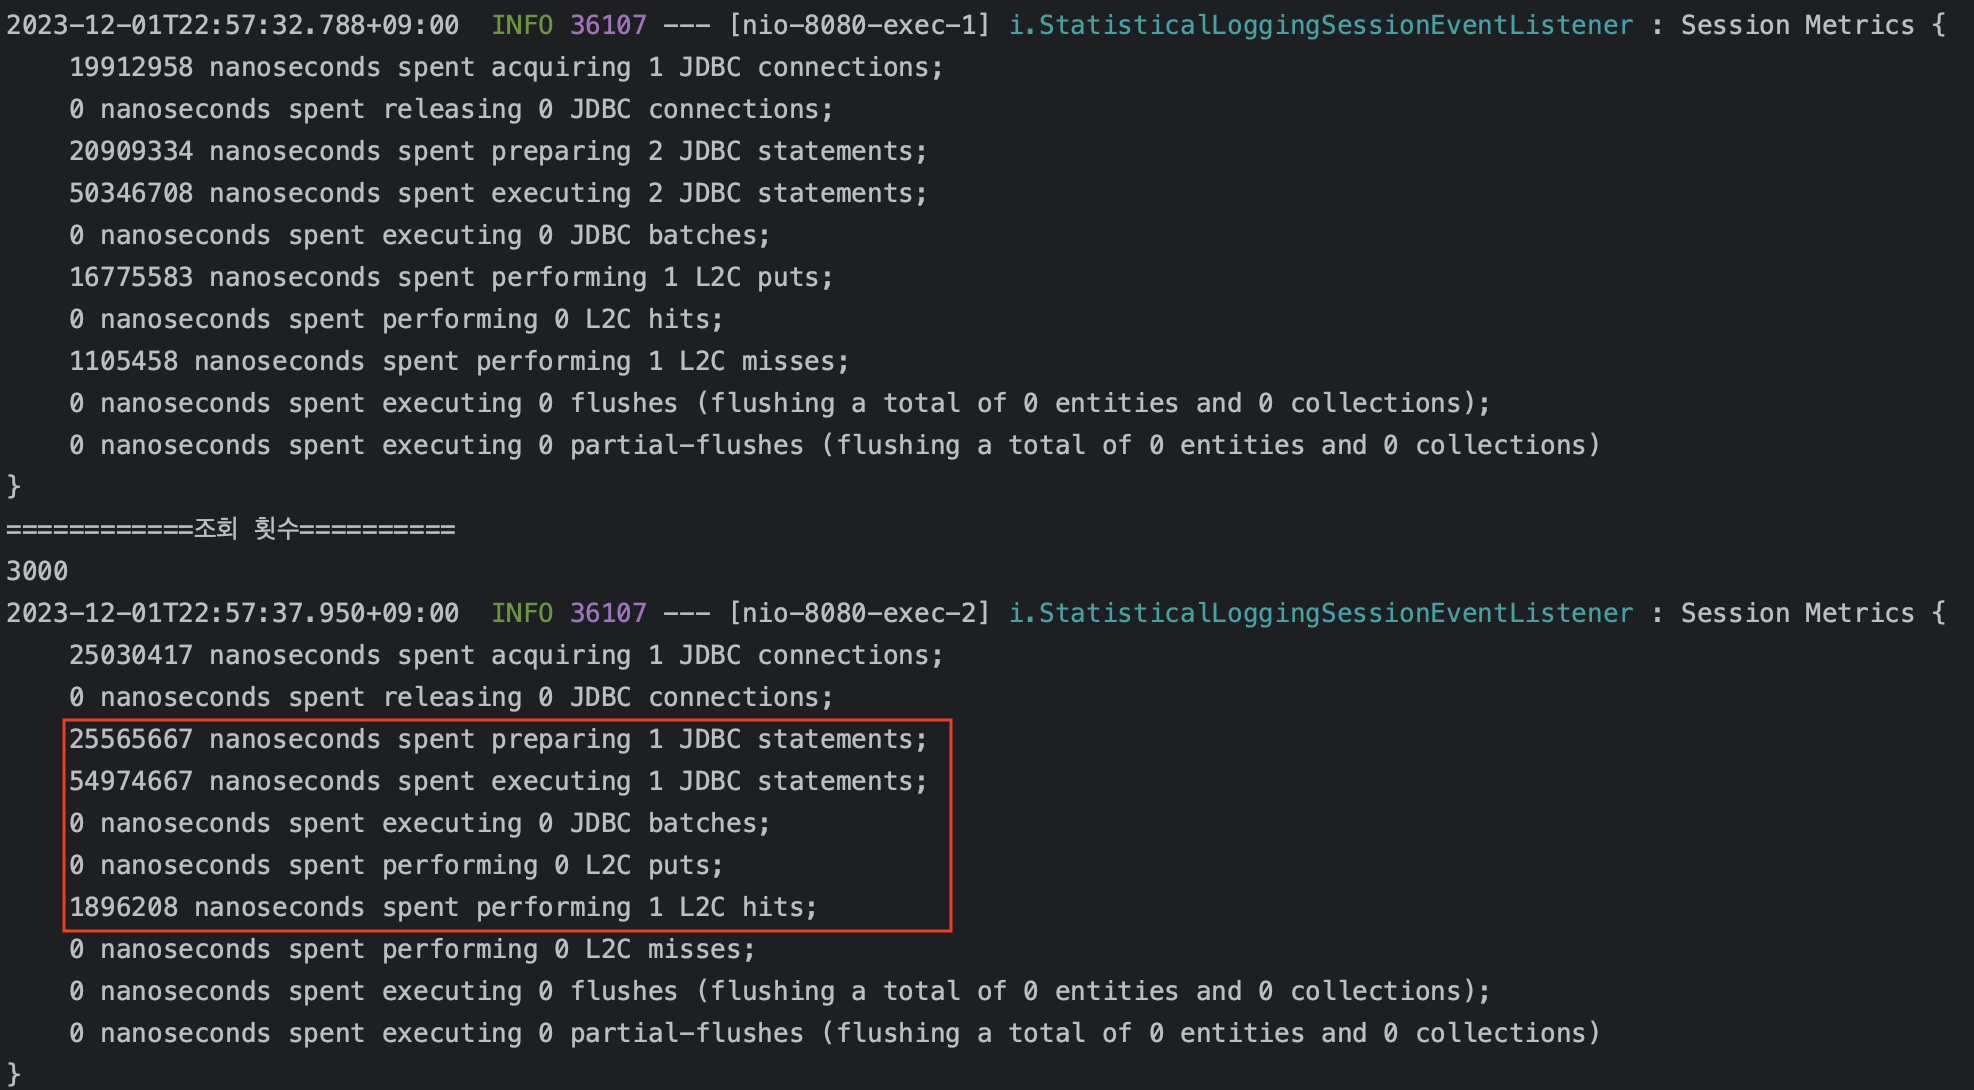 2023-12-01T22:57:32.788+09:00  INFO 36107 --- [nio-8080-exec-1] i.StatisticalLoggingSessionEventListener : Session Metrics {
    19912958 nanoseconds spent acquiring 1 JDBC connections;
    0 nanoseconds spent releasing 0 JDBC connections;
    20909334 nanoseconds spent preparing 2 JDBC statements;
    50346708 nanoseconds spent executing 2 JDBC statements;
    0 nanoseconds spent executing 0 JDBC batches;
    16775583 nanoseconds spent performing 1 L2C puts;
    0 nanoseconds spent performing 0 L2C hits;
    1105458 nanoseconds spent performing 1 L2C misses;
    0 nanoseconds spent executing 0 flushes (flushing a total of 0 entities and 0 collections);
    0 nanoseconds spent executing 0 partial-flushes (flushing a total of 0 entities and 0 collections)
}
============조회 횟수==========
3000
2023-12-01T22:57:37.950+09:00  INFO 36107 --- [nio-8080-exec-2] i.StatisticalLoggingSessionEventListener : Session Metrics {
    25030417 nanoseconds spent acquiring 1 JDBC connections;
    0 nanoseconds spent releasing 0 JDBC connections;
    25565667 nanoseconds spent preparing 1 JDBC statements;
    54974667 nanoseconds spent executing 1 JDBC statements;
    0 nanoseconds spent executing 0 JDBC batches;
    0 nanoseconds spent performing 0 L2C puts;
    1896208 nanoseconds spent performing 1 L2C hits;
    0 nanoseconds spent performing 0 L2C misses;
    0 nanoseconds spent executing 0 flushes (flushing a total of 0 entities and 0 collections);
    0 nanoseconds spent executing 0 partial-flushes (flushing a total of 0 entities and 0 collections)
}